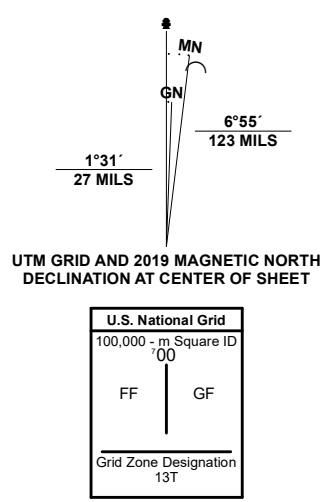 MN
GN
6°55´
123 MILS
1°31´
27 MILS
UTM GRID AND 2019 MAGNETIC NORTH
DECLINATION AT CENTER OF SHEET
U.S. National Grid
100,000 - m Square ID
⁷00
FF GF
Grid Zone Designation
13T